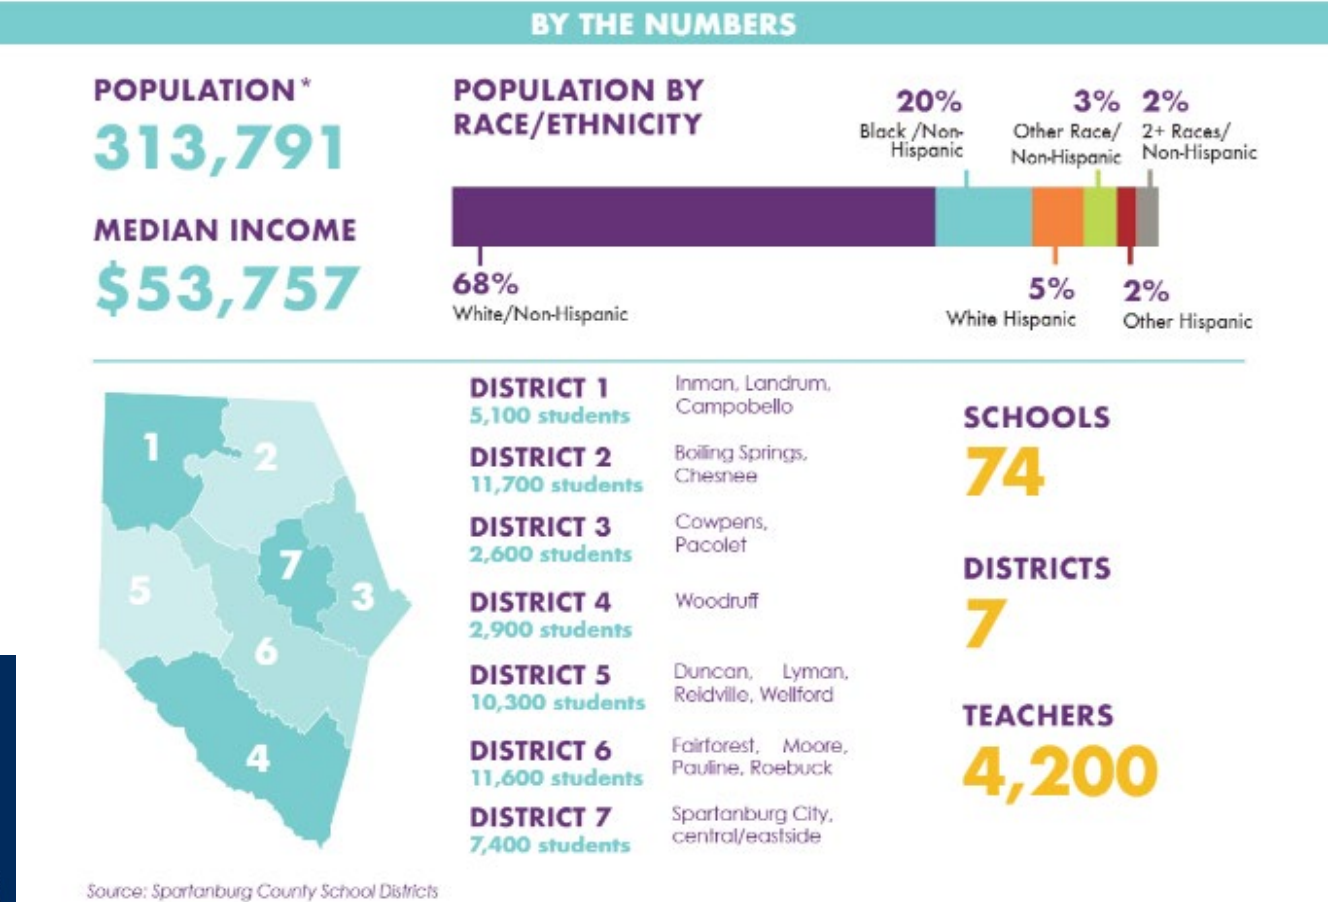 BY THE NUMBERS
POPULATION*
313,791
MEDIAN INCOME
$53,757
POPULATION BY
RACE/ETHNICITY
20%
Black /Non-
Hispanic
3%
Other Race/
Non-Hispanic
2%
2+ Races/
Non-Hispanic
68%
White/Non-Hispanic
5%
White Hispanic
2%
Other Hispanic
1
2
7
3
5
6
4
DISTRICT 1
5,100 students
Inman, Landrum,
Campobello
DISTRICT 2
11,700 students
Boiling Springs,
Chesnee
DISTRICT 3
2,600 students
Cowpens,
Pacolet
DISTRICT 4
2,900 students
Woodruff
DISTRICT 5
10,300 students
Duncan, Lyman,
Reidville, Wellford
DISTRICT 6
11,600 students
Fairforest, Moore,
Pauline, Roebuck
DISTRICT 7
7,400 students
Spartanburg City,
central/eastside
SCHOOLS
74
DISTRICTS
7
TEACHERS
4,200
Source: Spartanburg County School Districts